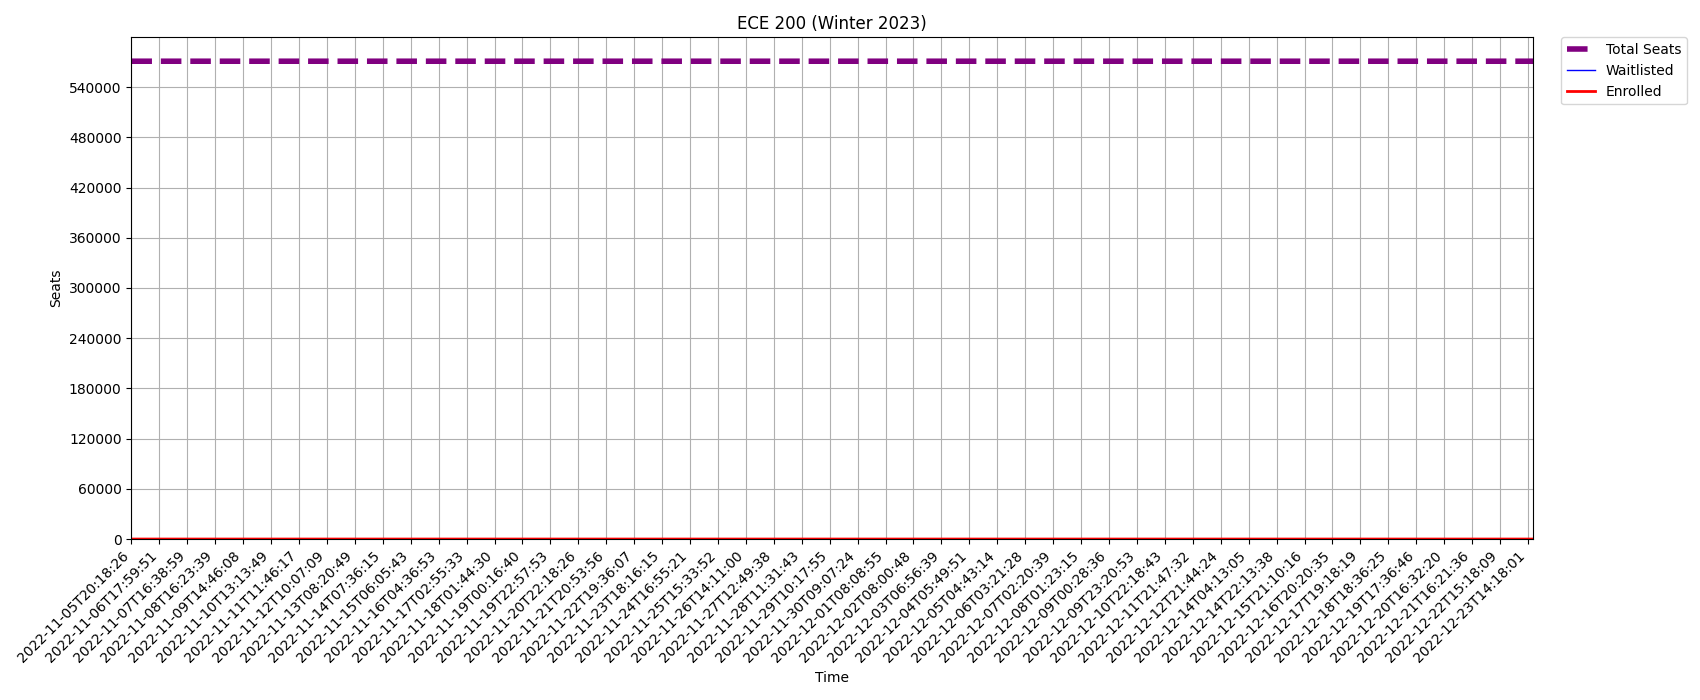 ECE 200 (Winter 2023)
Total Seats
Waitlisted
Enrolled
540000
480000
420000
360000
300000
240000
180000
120000
60000
0
Seats
2022-11-05T20:18:26
2022-11-06T17:59:51
2022-11-07T16:38:59
2022-11-08T16:23:39
2022-11-09T14:46:08
2022-11-10T13:13:49
2022-11-11T11:46:17
2022-11-12T10:07:09
2022-11-13T08:20:49
2022-11-14T07:36:15
2022-11-15T06:05:43
2022-11-16T04:36:53
2022-11-17T02:55:33
2022-11-18T01:44:30
2022-11-19T00:16:40
2022-11-19T22:57:53
2022-11-20T22:18:26
2022-11-21T20:53:56
2022-11-22T19:36:07
2022-11-23T18:16:15
2022-11-24T16:55:21
2022-11-25T15:33:52
2022-11-26T14:11:00
2022-11-27T12:49:38
2022-11-28T11:31:43
2022-11-29T10:17:55
2022-11-30T09:07:24
2022-12-01T08:08:55
2022-12-02T08:00:48
2022-12-03T06:56:39
2022-12-04T05:49:51
2022-12-05T04:43:14
2022-12-06T03:21:28
2022-12-07T02:20:39
2022-12-08T01:23:15
2022-12-09T00:28:36
2022-12-09T23:20:53
2022-12-10T22:18:43
2022-12-11T21:47:32
2022-12-12T21:44:24
2022-12-14T04:13:05
2022-12-14T22:13:38
2022-12-15T21:10:16
2022-12-16T20:20:35
2022-12-17T19:18:19
2022-12-18T18:36:25
2022-12-19T17:36:46
2022-12-20T16:32:20
2022-12-21T16:21:36
2022-12-22T15:18:09
2022-12-23T14:18:01
Time